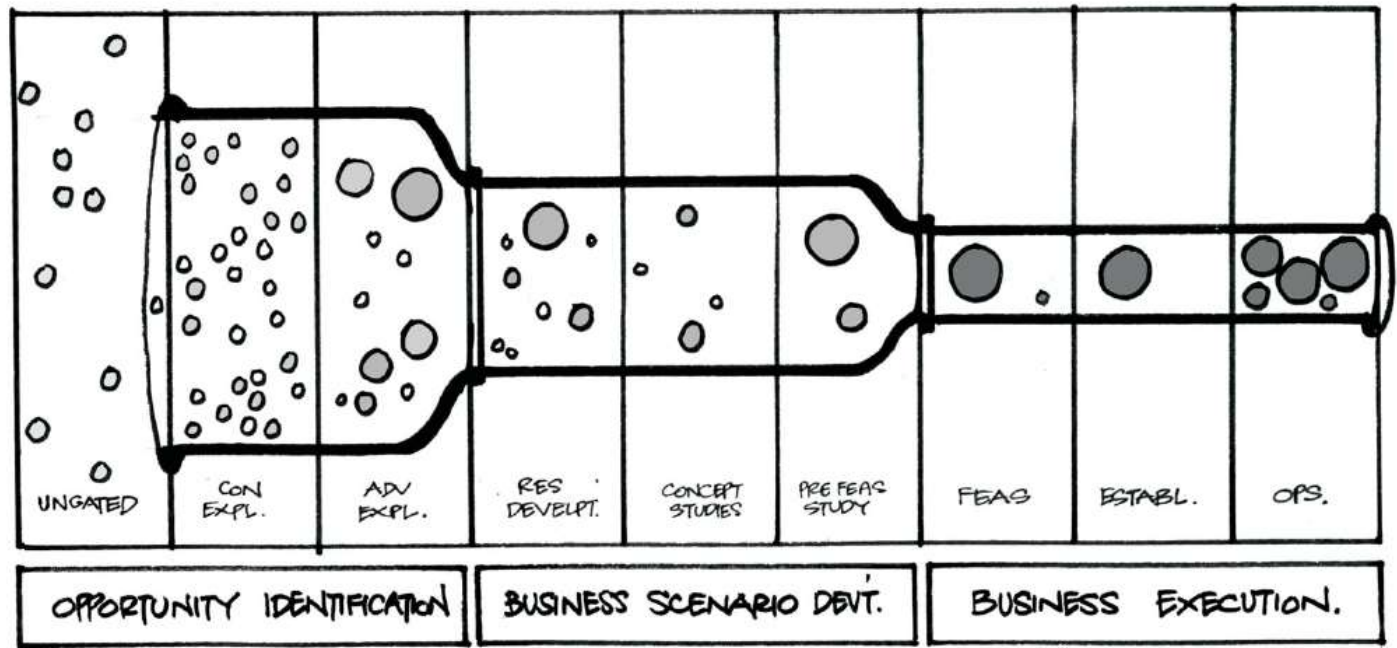 UNGATED
CON
EXPL.
ADV
EXPL.
RES
DEVELPT.
CONCEPT
STUDIES
PRE FEAS
STUDY
FEAS
ESTABL.
OPS.
OPPORTUNITY IDENTIFICATION
BUSINESS SCENARIO DEV'T.
BUSINESS EXECUTION.